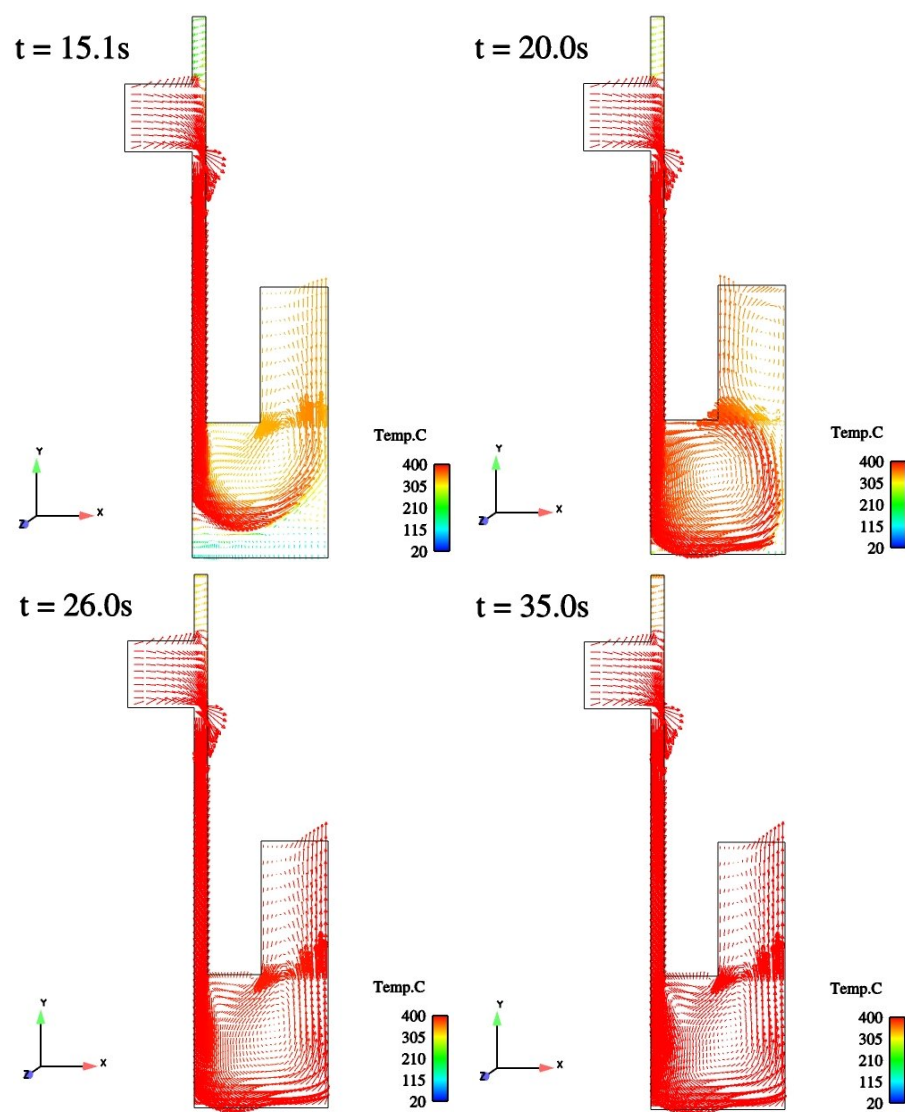 t = 15.1s
Temp.C
400
305
210
115
20
Y
Z
X
t = 20.0s
Temp.C
400
305
210
115
20
Y
Z
X
t = 26.0s
Temp.C
400
305
210
115
20
Y
Z
X
t = 35.0s
Temp.C
400
305
210
115
20
Y
Z
X